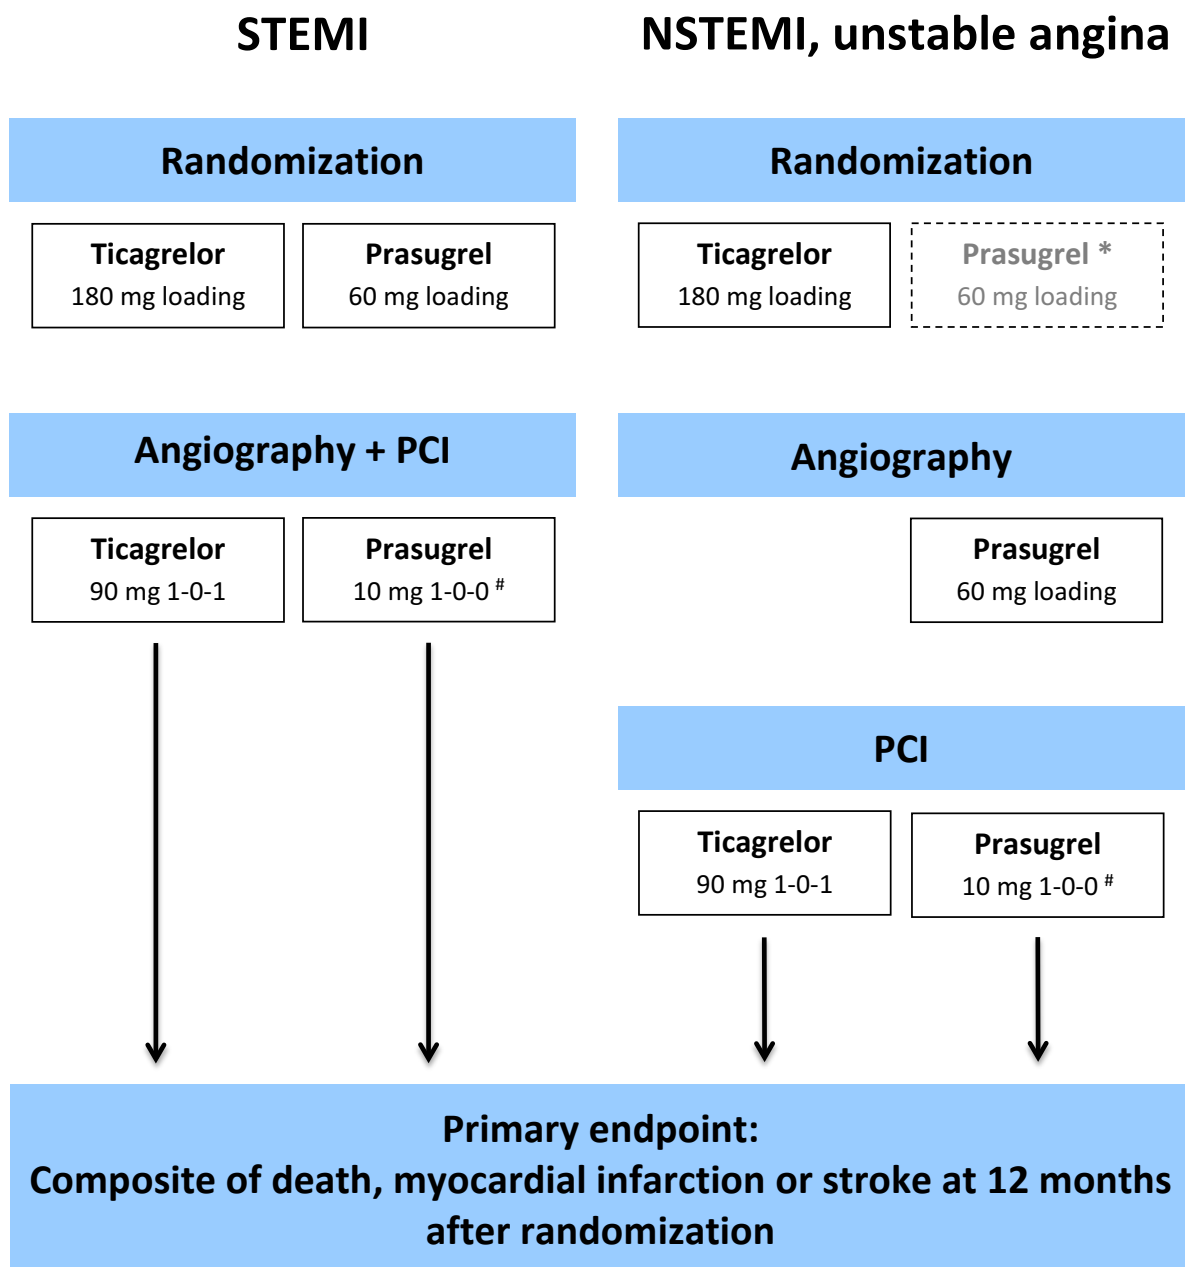 STEMI
Randomization
Ticagrelor
180 mg loading
Prasugrel
60 mg loading
Angiography + PCI
Ticagrelor
90 mg 1-0-1
Prasugrel
10 mg 1-0-0 #
NSTEMI, unstable angina
Randomization
Ticagrelor
180 mg loading
Prasugrel *
60 mg loading
Angiography
Prasugrel
60 mg loading
PCI
Ticagrelor
90 mg 1-0-1
Prasugrel
10 mg 1-0-0 #
Primary endpoint:
Composite of death, myocardial infarction or stroke at 12 months
after randomization